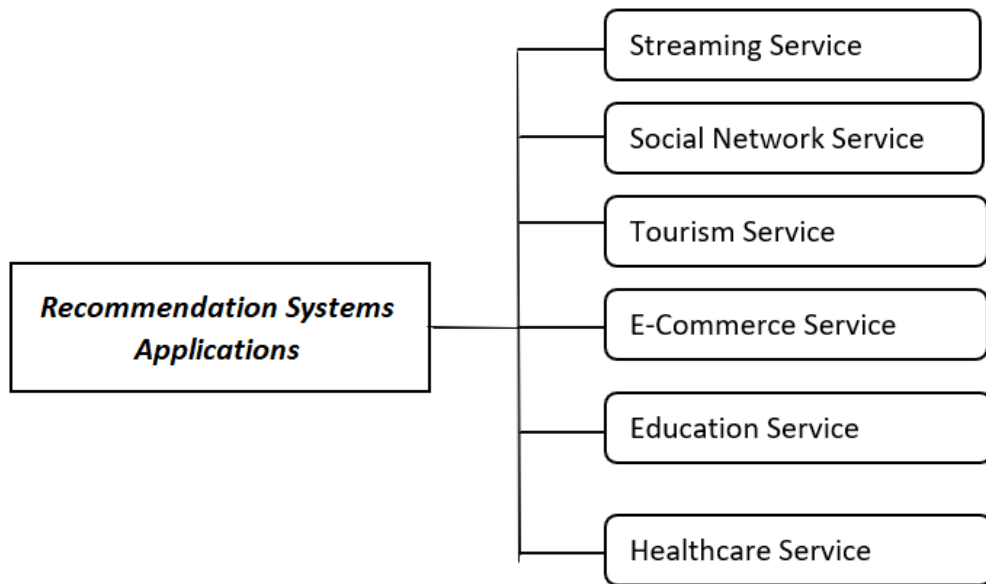 Recommendation Systems
Applications
Streaming Service
Social Network Service
Tourism Service
E-Commerce Service
Education Service
Healthcare Service